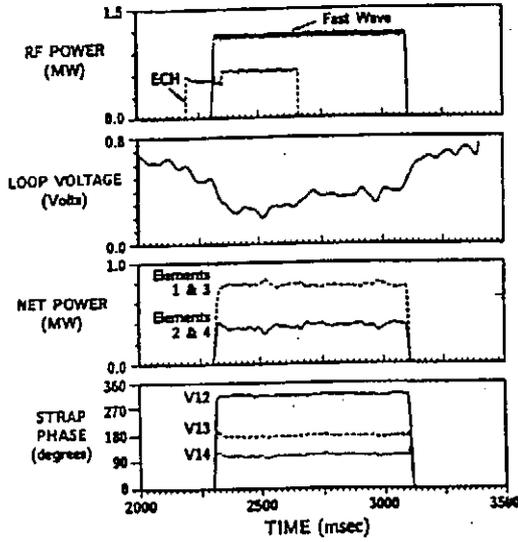 1.5
Fast Wave
RF POWER
(MW)
ECH
0.0
0.8
LOOP VOLTAGE
(Volts)
0.0
1.0
Elements
1 & 3
NET POWER
(MW)
Elements
2 & 4
0.0
360
V12
270
STRAP
PHASE
(degrees)
180
V13
90
V14
0
2000
2500
3000
3500
TIME (msec)